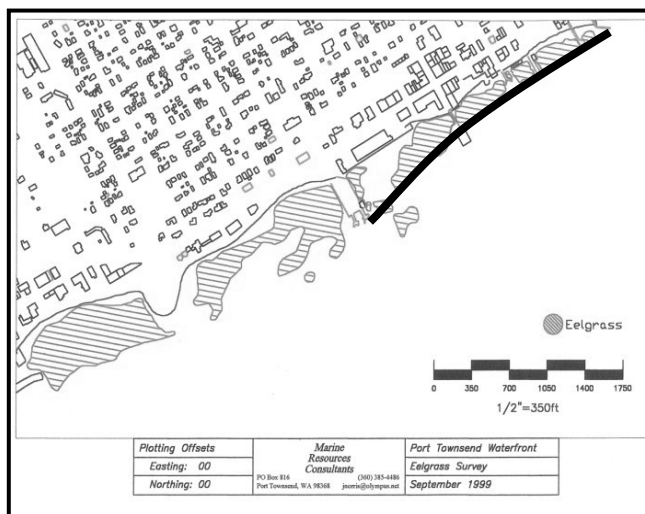 Eelgrass
0 350 700 1050 1400 1750
1/2"=350ft
Plotting Offsets
Easting: 00
Northing: 00
Marine
Resources
Consultants
PO Box 816 (360) 385-4486
Port Townsend, WA 98368 jnorris@olympus.net
Port Townsend Waterfront
Eelgrass Survey
September 1999